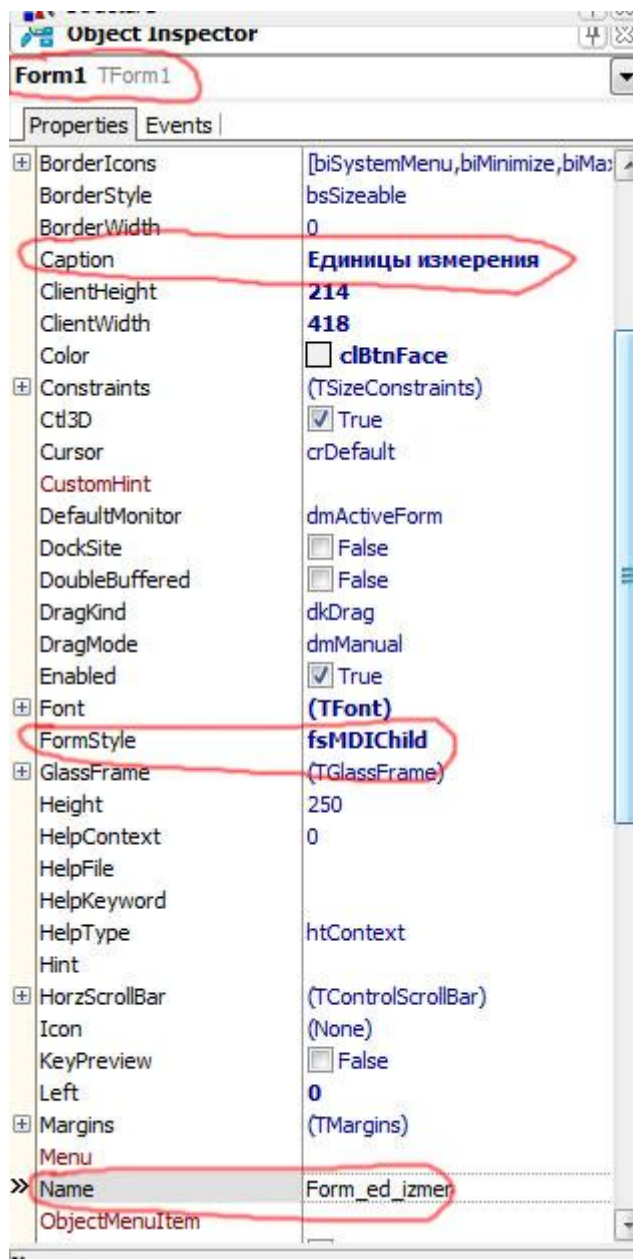 Object Inspector
Form1 TForm1
Properties Events
BorderIcons [biSystemMenu,biMinimize,biMa
BorderStyle bsSizeable
BorderWidth 0
Caption Единицы измерения
ClientHeight 214
ClientWidth 418
Color clBtnFace
Constraints (TSizeConstraints)
Ctl3D True
Cursor crDefault
CustomHint
DefaultMonitor dmActiveForm
DockSite False
DoubleBuffered False
DragKind dkDrag
DragMode dmManual
Enabled True
Font (TFont)
FormStyle fsMDIChild
GlassFrame (TGlassFrame)
Height 250
HelpContext 0
HelpFile
HelpKeyword
HelpType htContext
Hint
HorzScrollBar (TControlScrollBar)
Icon (None)
KeyPreview False
Left 0
Margins (TMargins)
Menu
Name Form_ed_izmer
ObjectMenuItem